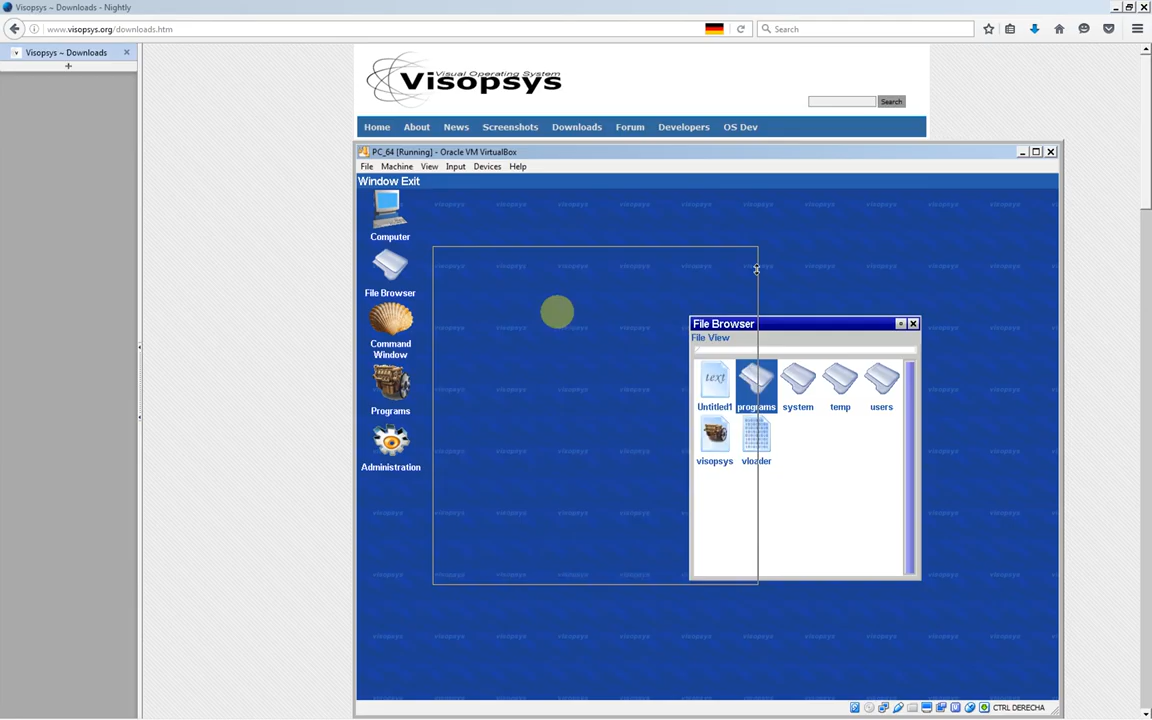 Visopsys ~ Downloads - Nightly
www.visopsys.org/downloads.htm
Search
Visopsys ~ Downloads
Visual Operating System
Visopsys
Search
Home About News Screenshots Downloads Forum Developers OS Dev
PC_64 [Running] - Oracle VM VirtualBox
File Machine View Input Devices Help
Window Exit
Computer
File Browser
Command
Window
Programs
Administration
File Browser
File View
text
Untitled1 programs system temp users
visopsys vloader
CTRL DERECHA